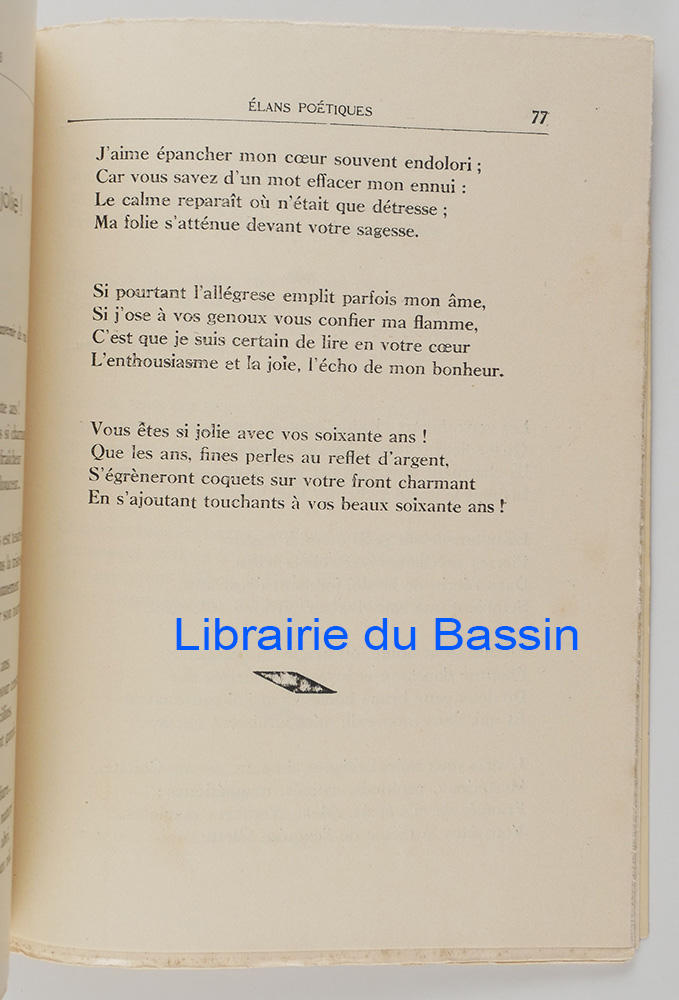 ÉLANS POÉTIQUES 77
J'aime épancher mon cœur souvent endolori ;
Car vous savez d'un mot effacer mon ennui :
Le calme reparaît où n'était que détresse ;
Ma folie s'atténue devant votre sagesse.
Si pourtant l'allégrese emplit parfois mon âme,
Si j'ose à vos genoux vous confier ma flamme,
C'est que je suis certain de lire en votre cœur
L'enthousiasme et la joie, l'écho de mon bonheur.
Vous êtes si jolie avec vos soixante ans !
Que les ans, fines perles au reflet d'argent,
S'égrèneront coquets sur votre front charmant
En s'ajoutant touchants à vos beaux soixante ans !
Librairie du Bassin